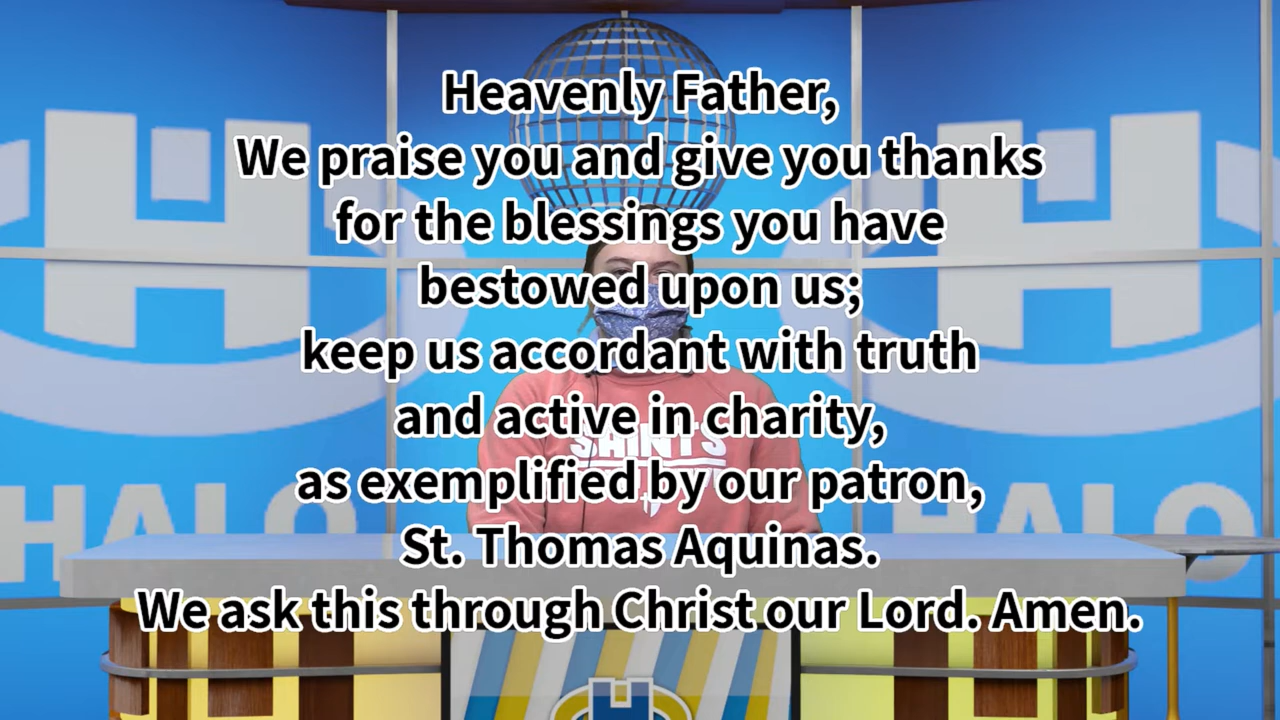 Heavenly Father,
We praise you and give you thanks
for the blessings you have
bestowed upon us;
keep us accordant with truth
and active in charity,
as exemplified by our patron,
St. Thomas Aquinas.
We ask this through Christ our Lord. Amen.
SAINTS
HALO
HALO